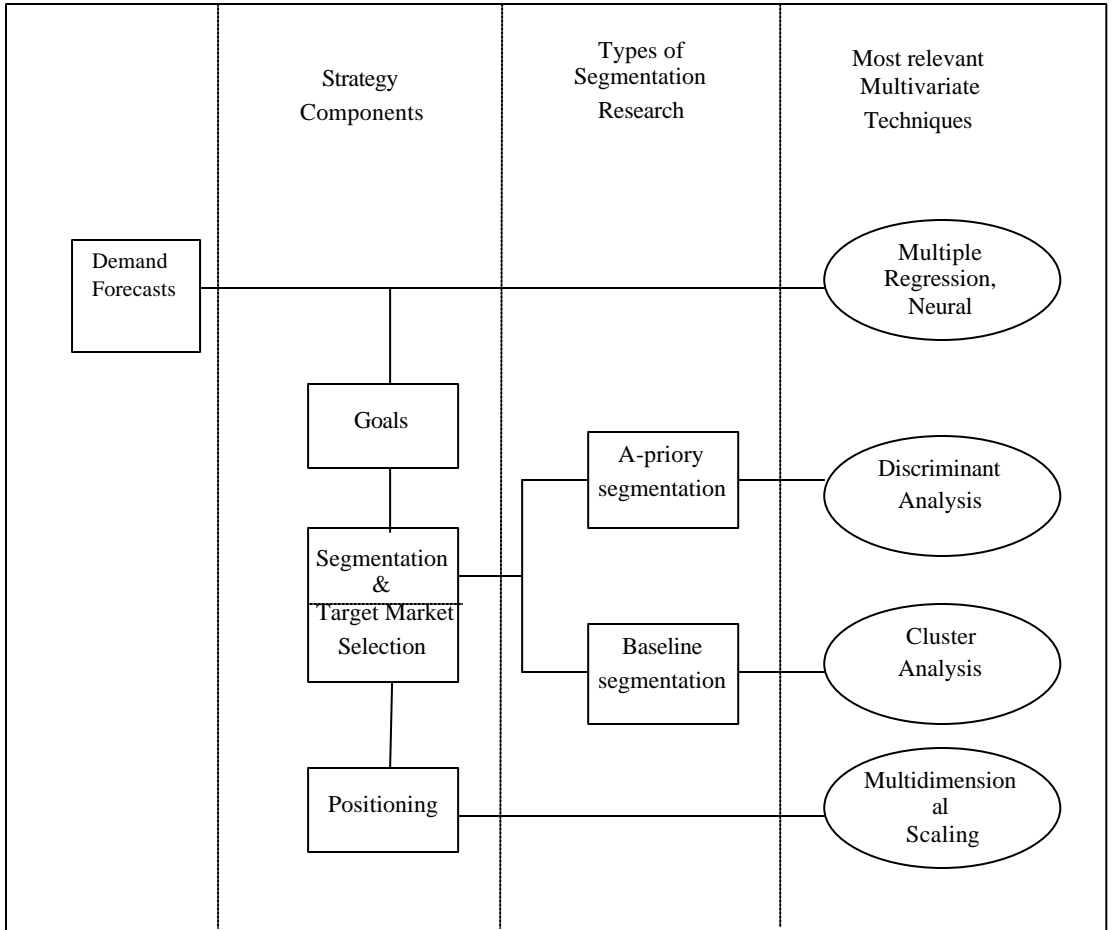 Strategy
Components
Types of
Segmentation
Research
Most relevant
Multivariate
Techniques
Demand
Forecasts
Multiple
Regression,
Neural
Goals
A-priory
segmentation
Discriminant
Analysis
Segmentation
&
Target Market
Selection
Baseline
segmentation
Cluster
Analysis
Positioning
Multidimension
al
Scaling